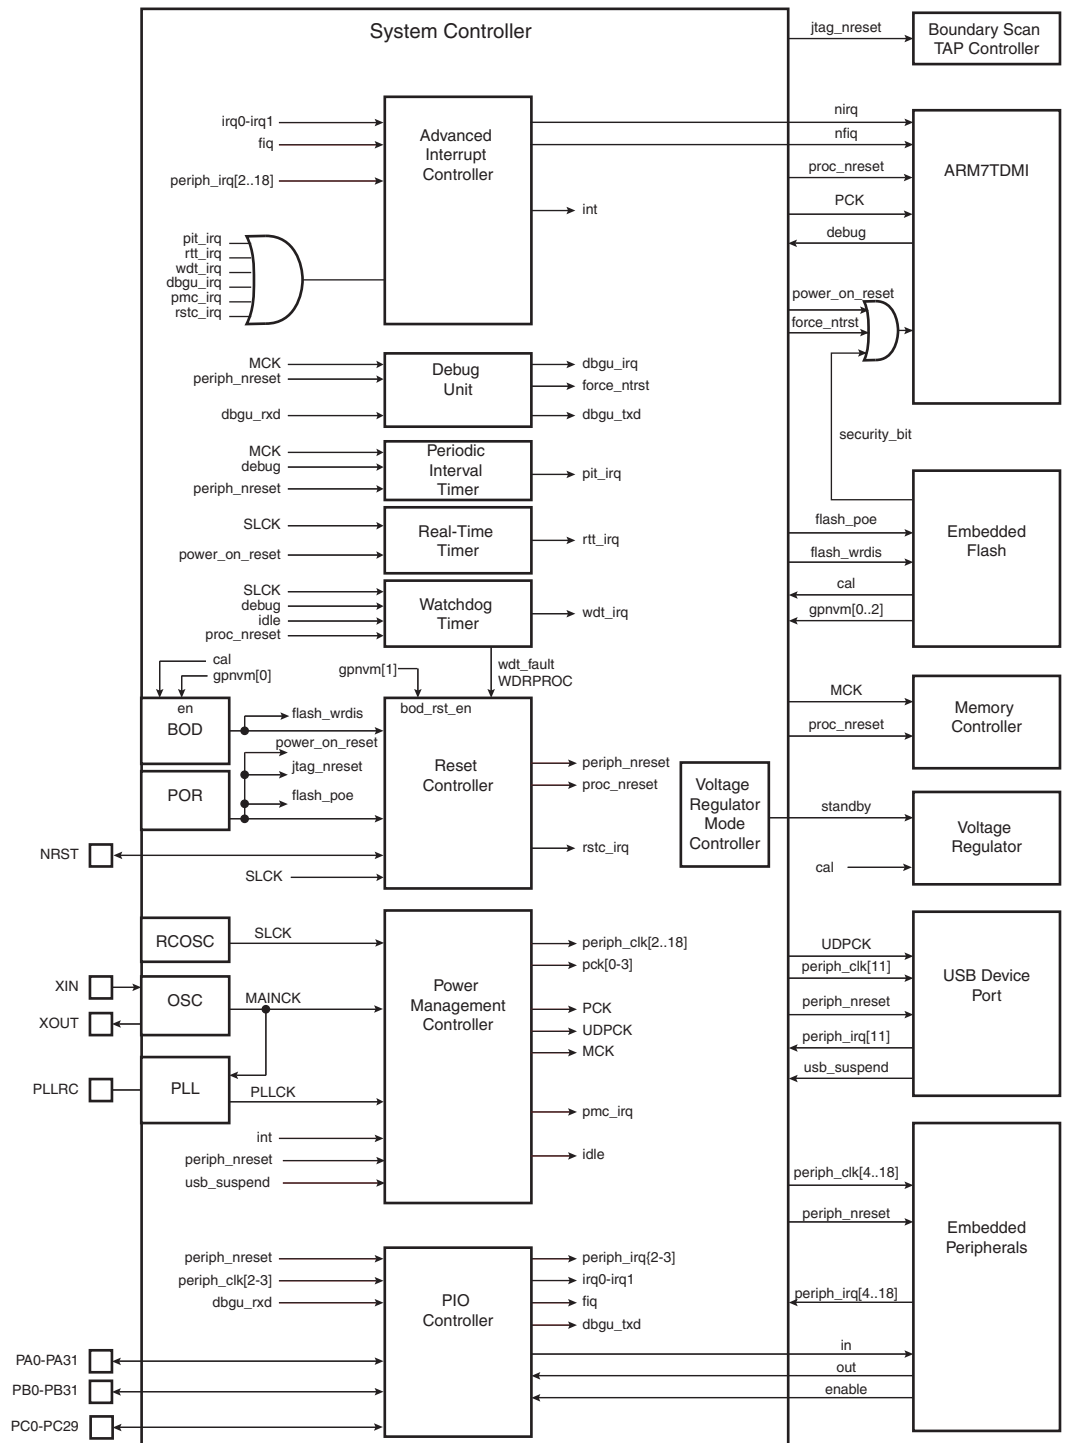 System Controller
jtag_nreset
Boundary Scan
TAP Controller
irq0-irq1
fiq
periph_irq[2..18]
Advanced
Interrupt
Controller
int
nirq
nfiq
proc_nreset
PCK
debug
ARM7TDMI
pit_irq
rtt_irq
wdt_irq
dbgu_irq
pmc_irq
rstc_irq
power_on_reset
force_ntrst
security_bit
MCK
periph_nreset
dbgu_rxd
Debug
Unit
dbgu_irq
force_ntrst
dbgu_txd
MCK
debug
periph_nreset
Periodic
Interval
Timer
pit_irq
SLCK
power_on_reset
Real-Time
Timer
rtt_irq
flash_poe
flash_wrdis
cal
gpnvm[0..2]
Embedded
Flash
SLCK
debug
idle
proc_nreset
Watchdog
Timer
wdt_irq
cal
gpnvm[0]
en
BOD
gpnvm[1]
wdt_fault
WDRPROC
bod_rst_en
flash_wrdis
power_on_reset
jtag_nreset
flash_poe
POR
Reset
Controller
periph_nreset
proc_nreset
rstc_irq
NRST
SLCK
MCK
proc_nreset
Memory
Controller
Voltage
Regulator
Mode
Controller
standby
cal
Voltage
Regulator
RCOSC
SLCK
XIN
XOUT
OSC
MAINCK
PLLRC
PLL
PLLCK
int
periph_nreset
usb_suspend
Power
Management
Controller
periph_clk[2..18]
pck[0-3]
PCK
UDPCK
MCK
pmc_irq
idle
UDPCK
periph_clk[11]
periph_nreset
periph_irq[11]
usb_suspend
USB Device
Port
periph_nreset
periph_clk[2-3]
dbgu_rxd
PIO
Controller
periph_irq{2-3]
irq0-irq1
fiq
dbgu_txd
PA0-PA31
PB0-PB31
PC0-PC29
periph_clk[4..18]
periph_nreset
periph_irq[4..18]
in
out
enable
Embedded
Peripherals